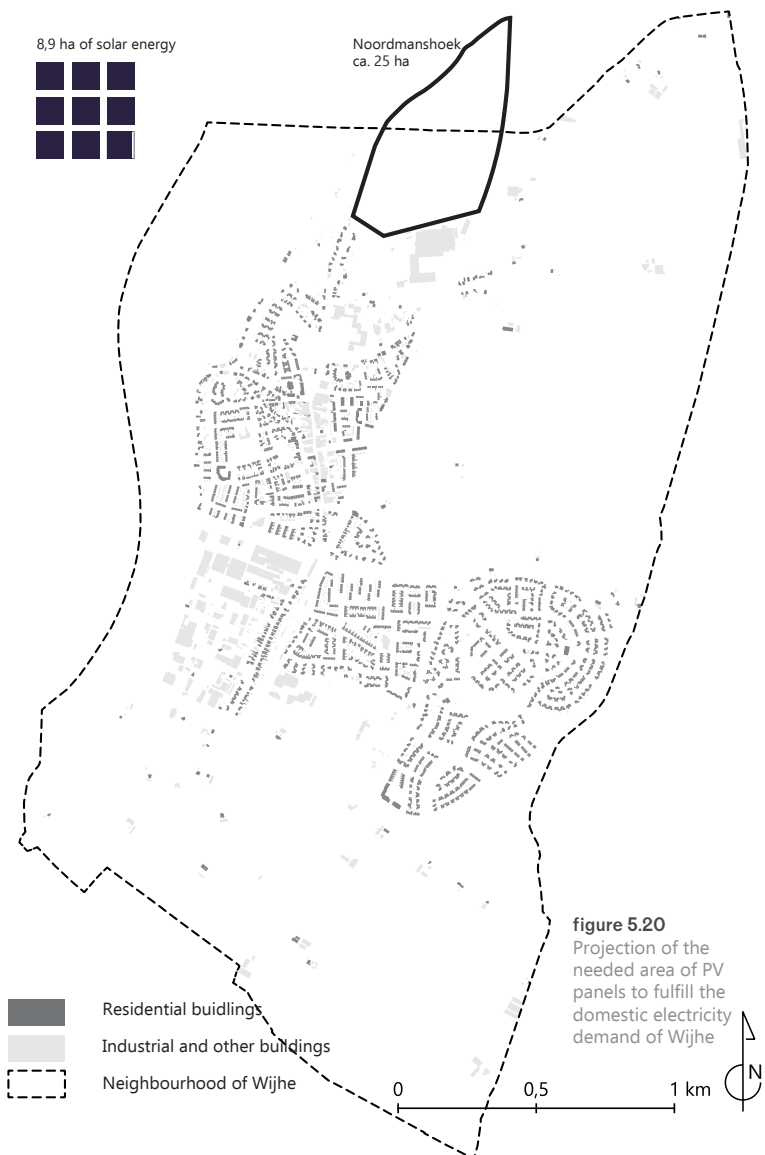 8,9 ha of solar energy
Noordmanshoek
ca. 25 ha
figure 5.20
Projection of the
needed area of PV
panels to fulfill the
domestic electricity
demand of Wijhe
Residential buidlings
Industrial and other buildings
Neighbourhood of Wijhe
0 0,5 1 km
N